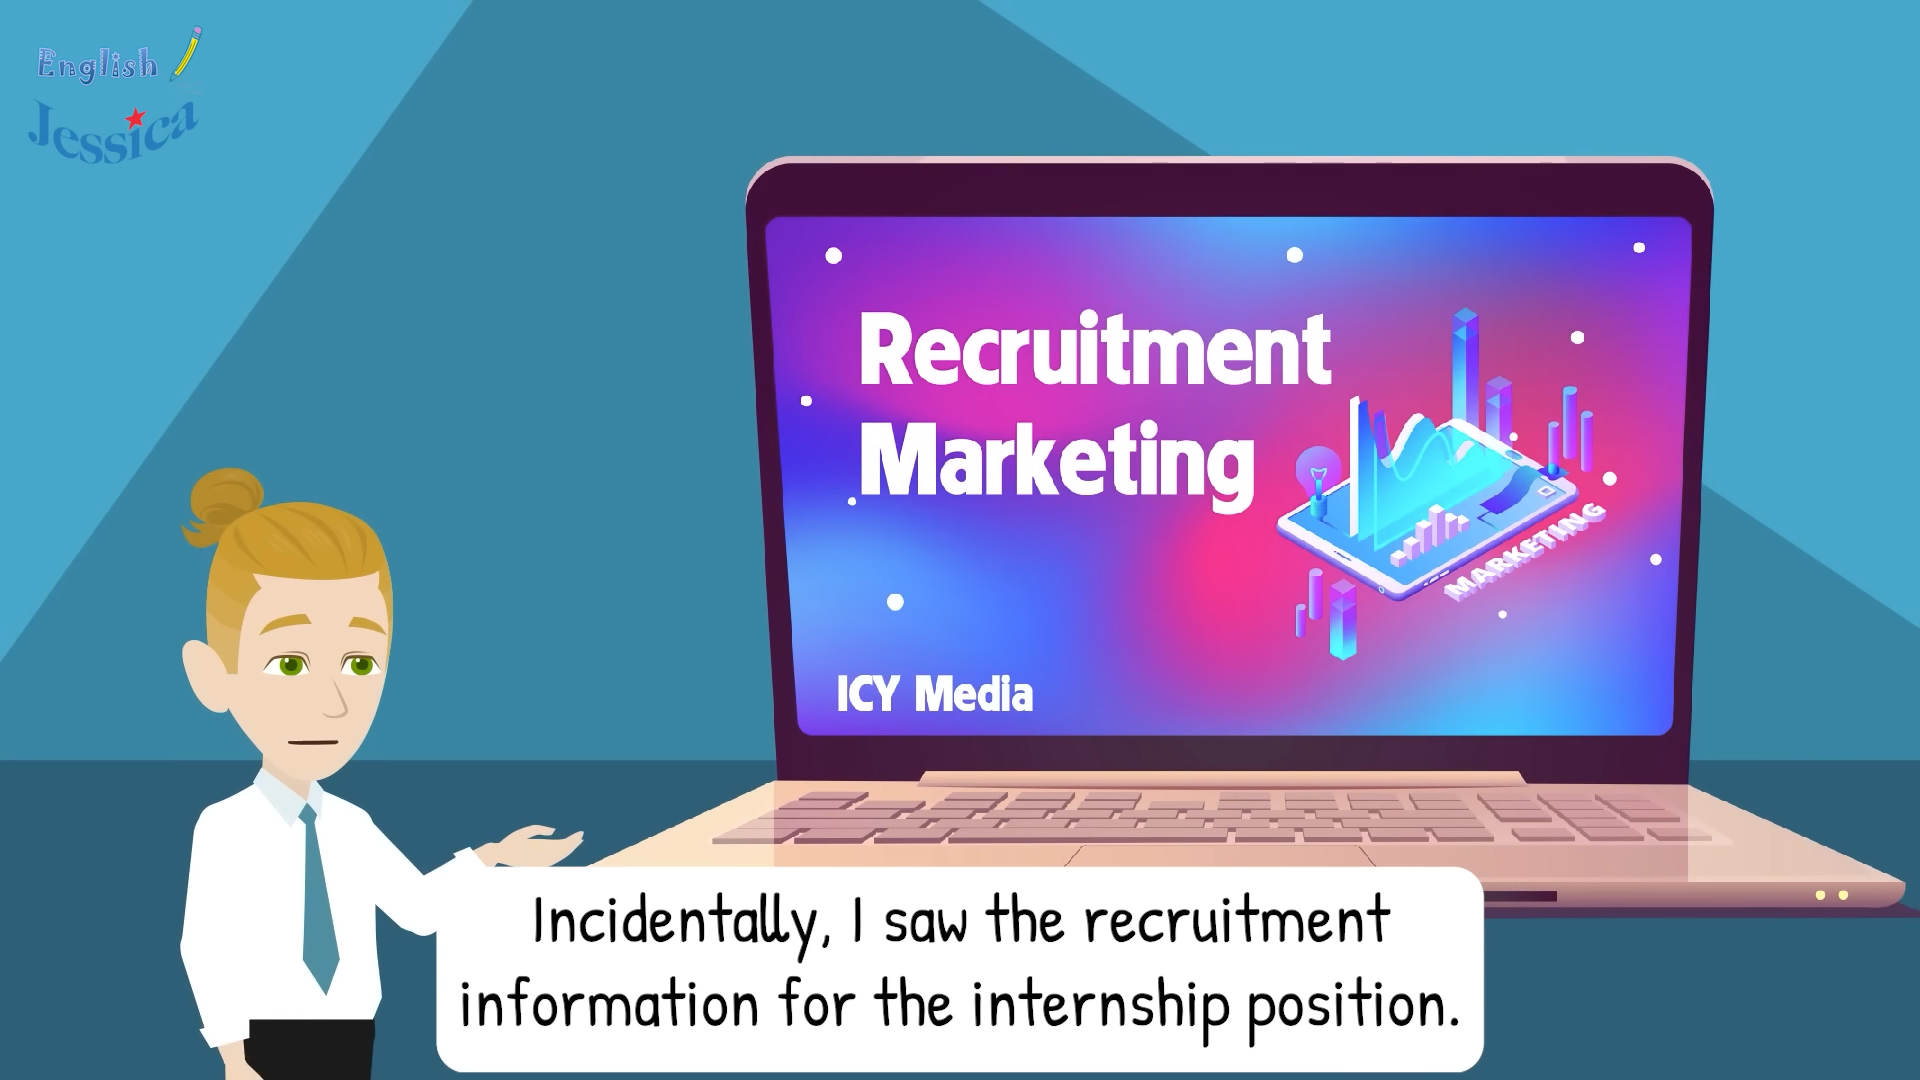 English
Jessica
Recruitment
Marketing
MARKETING
ICY Media
Incidentally, I saw the recruitment
information for the internship position.